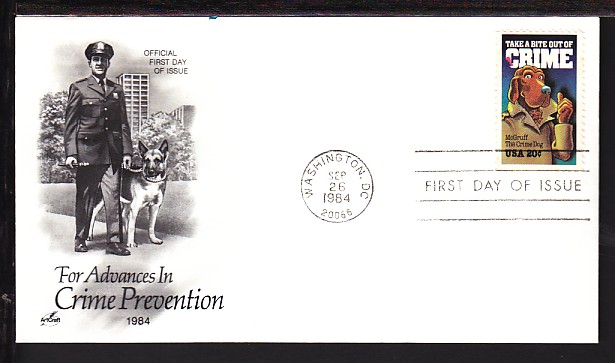 OFFICIAL
FIRST DAY
OF ISSUE
For Advances In
Crime Prevention
1984
ArtCraft
WASHINGTON, DC
SEP
26
1984
20066
TAKE A BITE OUT OF
CRIME
McGruff
The Crime Dog
USA 20¢
FIRST DAY OF ISSUE